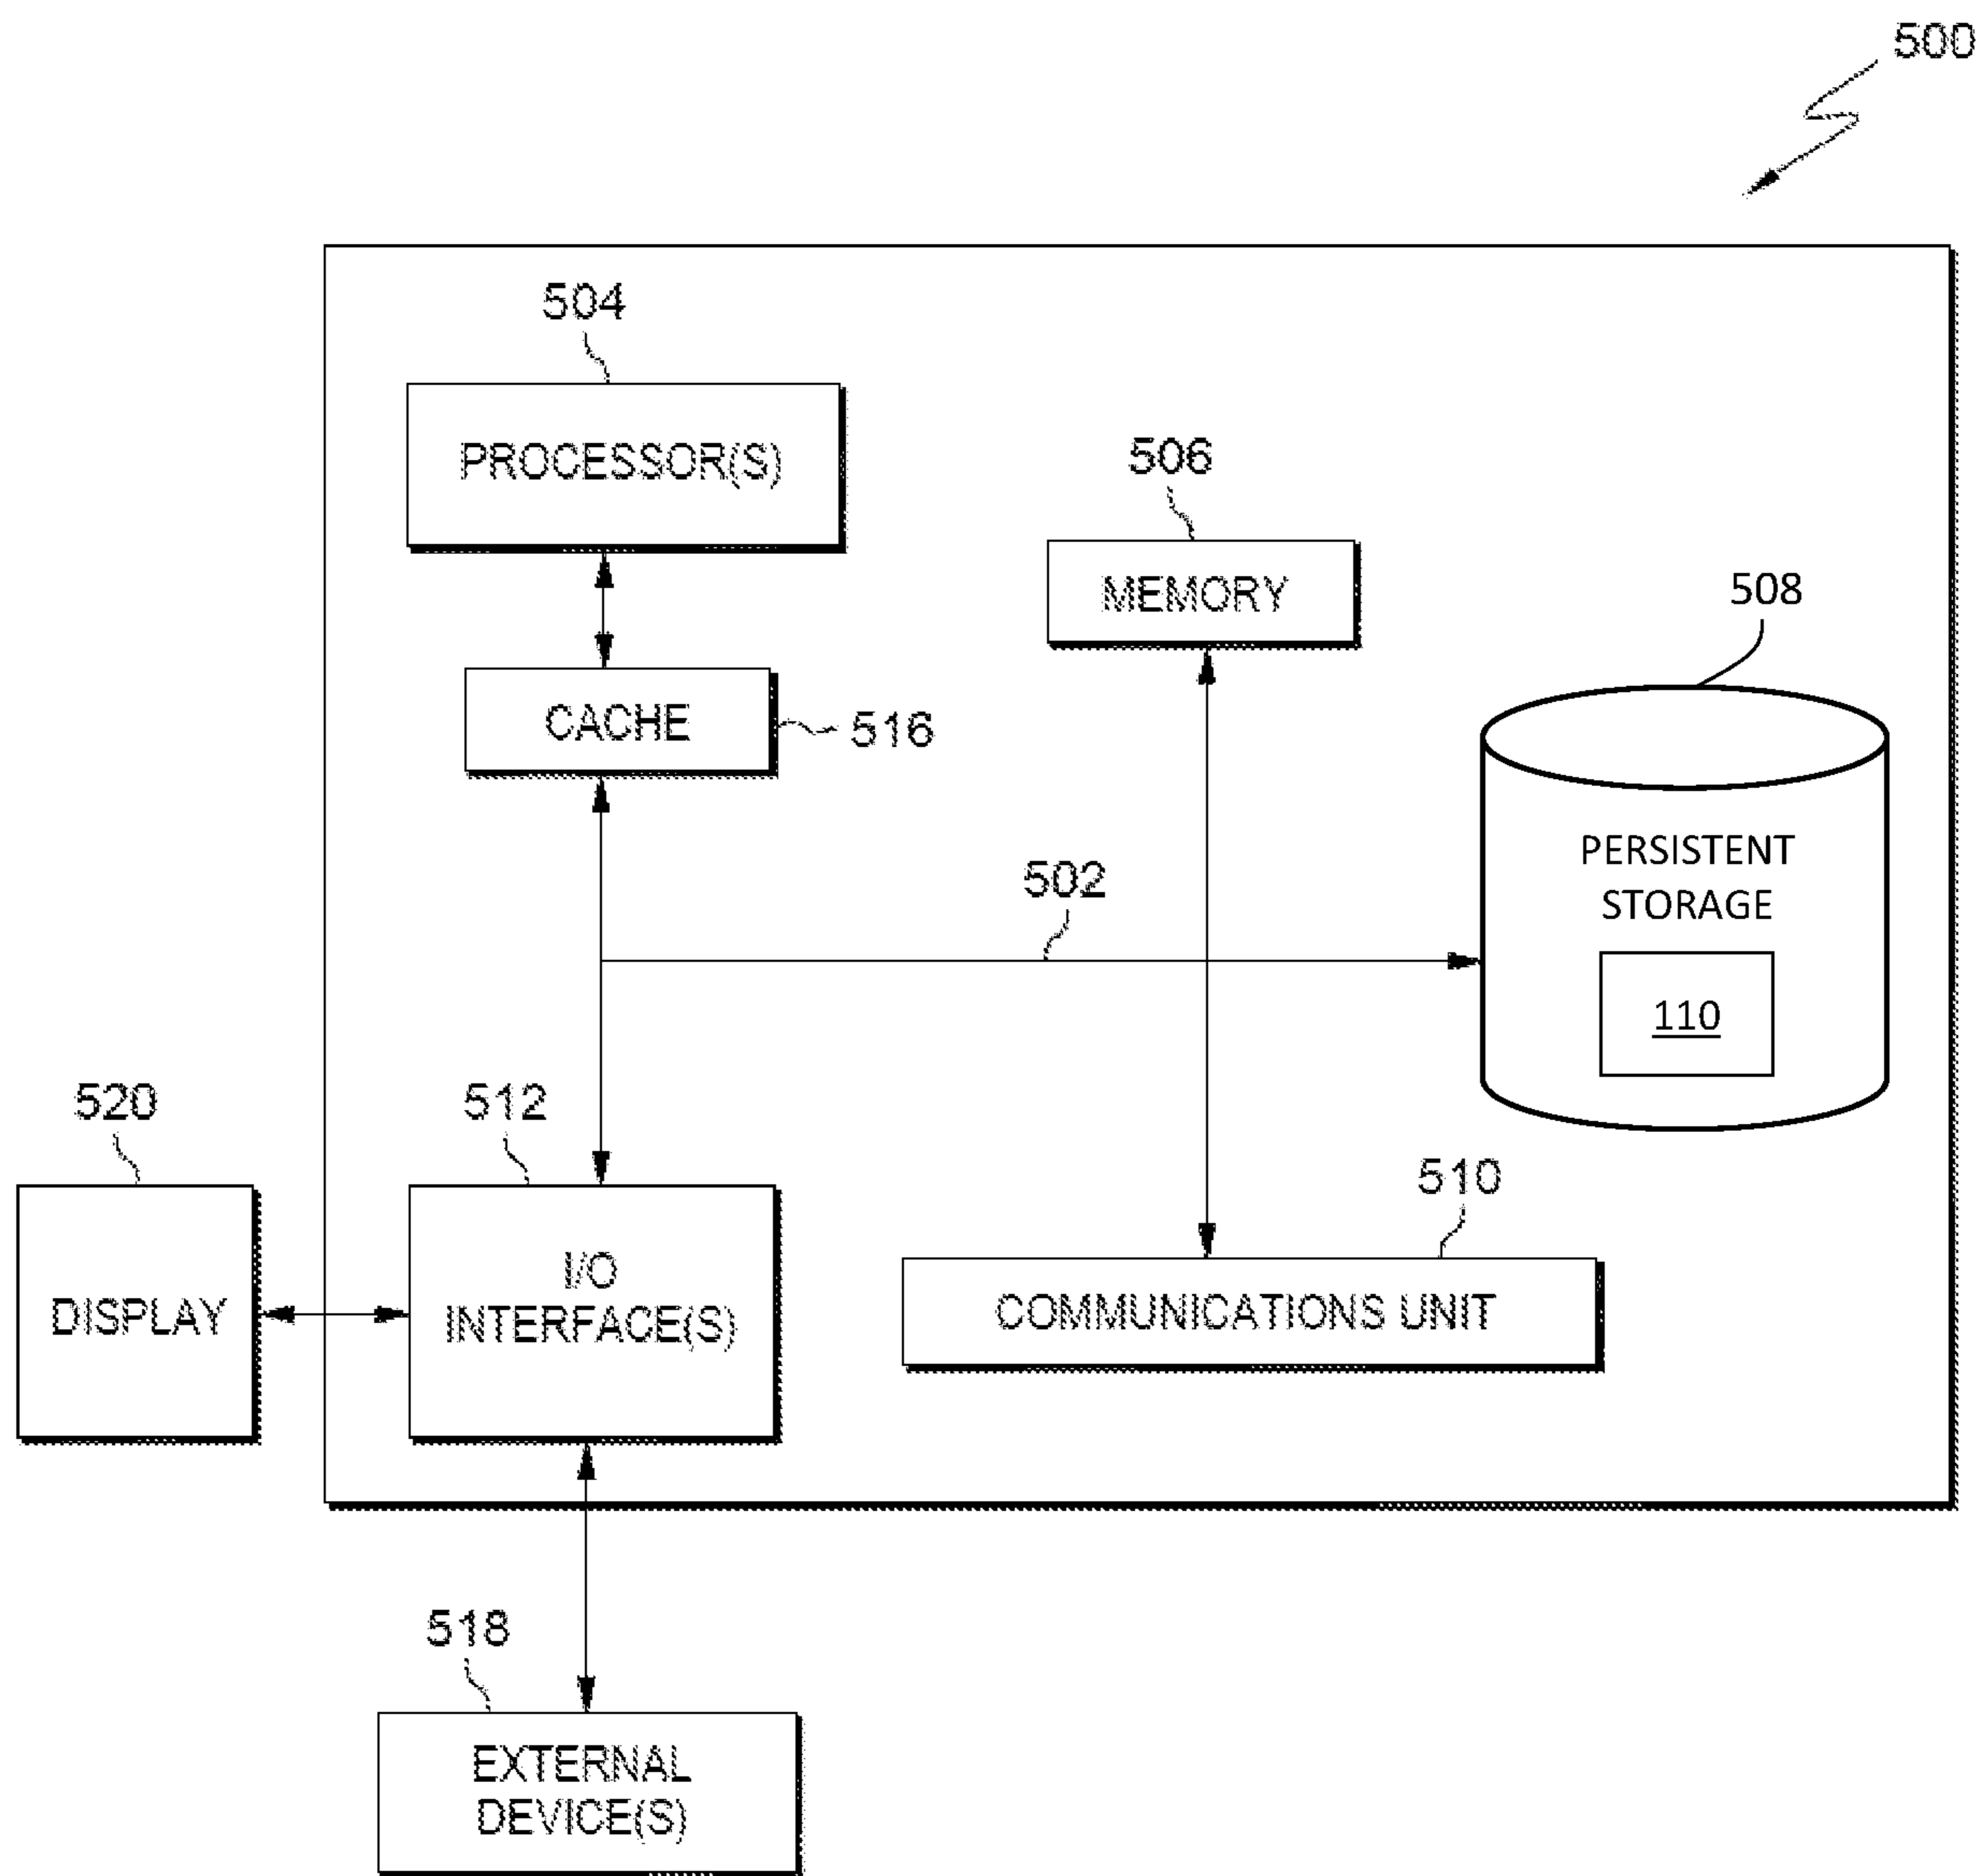 500
504
PROCESSOR(S)
506
MEMORY
508
CACHE
516
PERSISTENT
STORAGE
502
110
520
512
510
DISPLAY
I/O
INTERFACE(S)
COMMUNICATIONS UNIT
518
EXTERNAL
DEVICE(S)